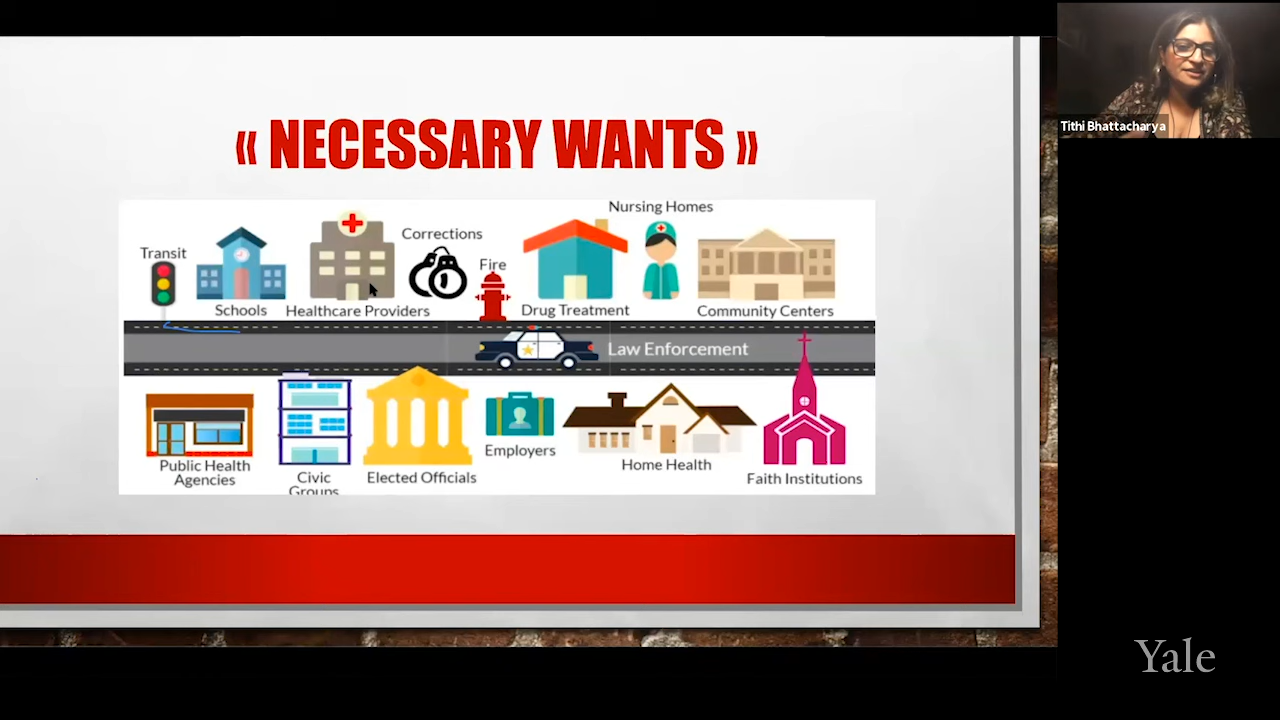 « NECESSARY WANTS »
Nursing Homes
Corrections
Transit
Fire
Schools
Healthcare Providers
Drug Treatment
Community Centers
Law Enforcement
Employers
Public Health
Agencies
Home Health
Civic
Groups
Elected Officials
Faith Institutions
Tithi Bhattacharya
Yale